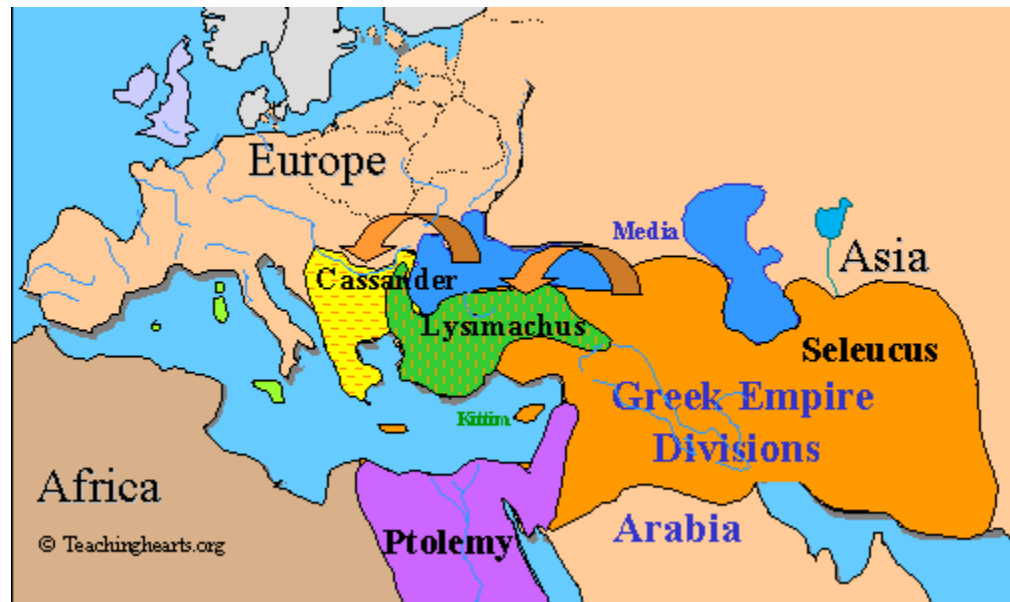 Europe
Media
Asia
Cassander
Lysimachus
Seleucus
Greek Empire
Divisions
Kittim
Africa
Ptolemy
Arabia
© Teachinghearts.org